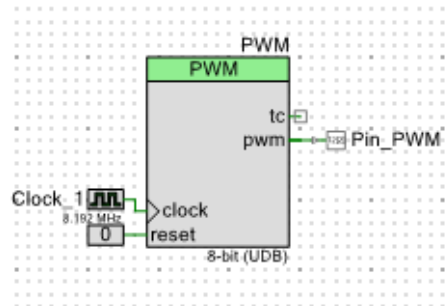 PWM
PWM
tc
pwm
Pin_PWM
Clock_1
8.192 MHz
clock
0
reset
8-bit (UDB)